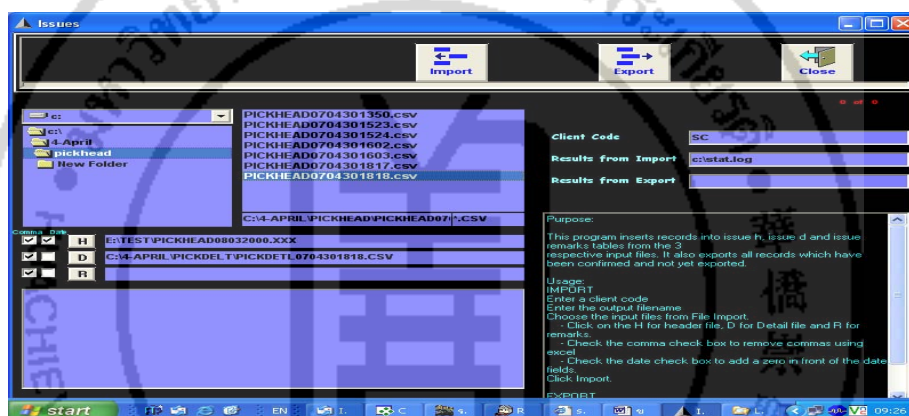 Issues
Import
Export
Close
0 of 0
c:
c:\
4-April
pickhead
New Folder
PICKHEAD0704301350.csv
PICKHEAD0704301523.csv
PICKHEAD0704301524.csv
PICKHEAD0704301602.csv
PICKHEAD0704301603.csv
PICKHEAD0704301817.csv
PICKHEAD0704301818.csv
C:\4-APRIL\PICKHEAD\PICKHEAD07*.CSV
Client Code SC
Results from Import c:\stat.log
Results from Export
Comma Date
H E:\TEST\PICKHEAD08032000.XXX
D C:\4-APRIL\PICKDELT\PICKDETL0704301818.CSV
R
Purpose:
This program inserts records into issue h, issue d and issue
remarks tables from the 3
respective input files. It also exports all records which have
been confirmed and not yet exported.
Usage:
IMPORT
Enter a client code
Enter the output filename
Choose the input files from File Import.
- Click on the H for header file, D for Detail file and R for
remarks.
- Check the comma check box to remove commas using
excel
- Check the date check box to add a zero in front of the date
fields.
Click Import.
EXPORT
start
EN
09:26